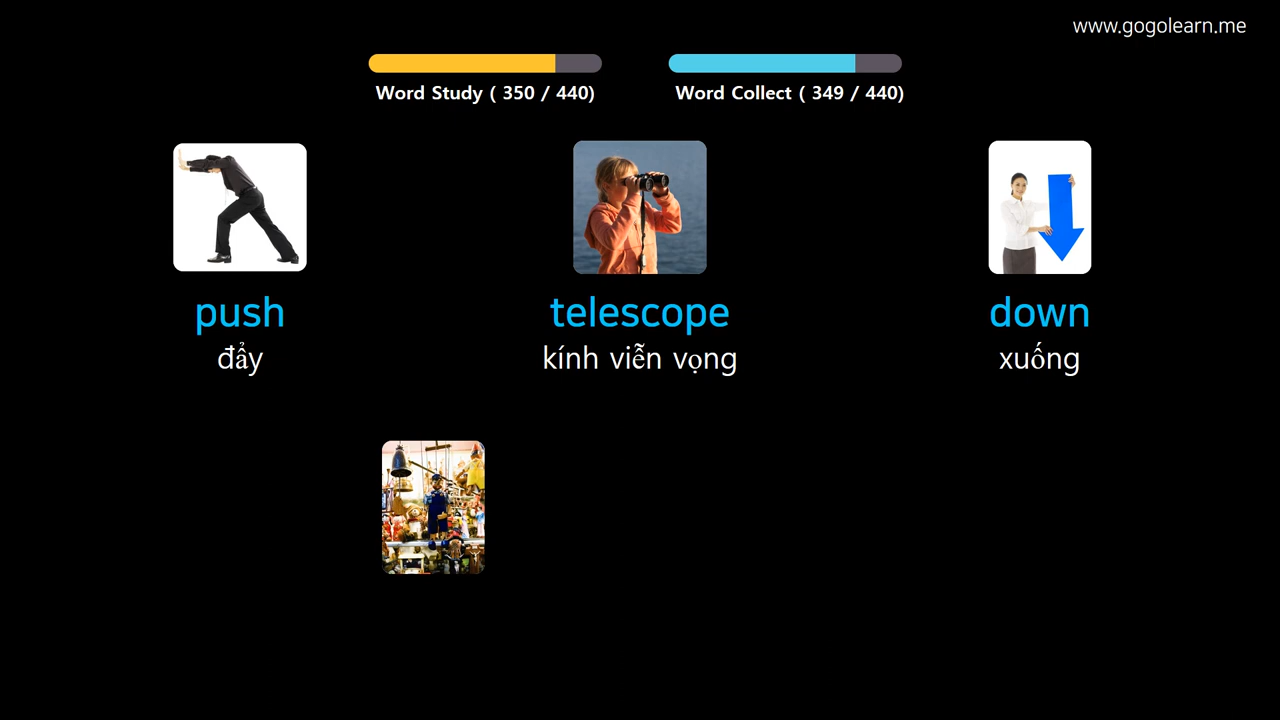 www.gogolearn.me
Word Study ( 350 / 440)
Word Collect ( 349 / 440)
push
telescope
down
đẩy
kính viễn vọng
xuống